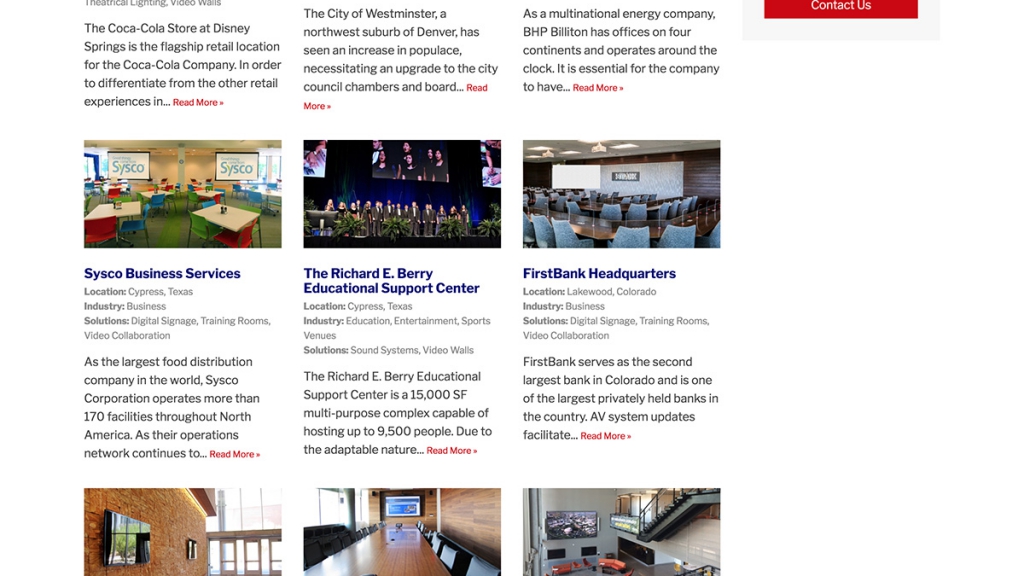 Theatrical Lighting, Video Walls
The Coca-Cola Store at Disney
Springs is the flagship retail location
for the Coca-Cola Company. In order
to differentiate from the other retail
experiences in... Read More »
The City of Westminster, a
northwest suburb of Denver, has
seen an increase in populace,
necessitating an upgrade to the city
council chambers and board... Read
More »
As a multinational energy company,
BHP Billiton has offices on four
continents and operates around the
clock. It is essential for the company
to have... Read More »
Contact Us
Sysco
Sysco
Sysco Business Services
Location: Cypress, Texas
Industry: Business
Solutions: Digital Signage, Training Rooms,
Video Collaboration
As the largest food distribution
company in the world, Sysco
Corporation operates more than
170 facilities throughout North
America. As their operations
network continues to... Read More »
The Richard E. Berry
Educational Support Center
Location: Cypress, Texas
Industry: Education, Entertainment, Sports
Venues
Solutions: Sound Systems, Video Walls
The Richard E. Berry Educational
Support Center is a 15,000 SF
multi-purpose complex capable of
hosting up to 9,500 people. Due to
the adaptable nature... Read More »
FirstBank Headquarters
Location: Lakewood, Colorado
Industry: Business
Solutions: Digital Signage, Training Rooms,
Video Collaboration
FirstBank serves as the second
largest bank in Colorado and is one
of the largest privately held banks in
the country. AV system updates
facilitate... Read More »